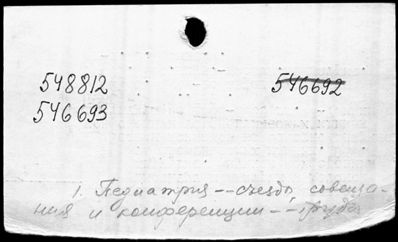 548812 546692
546693
1. Педиатрия -- съезды, совеща-
ния и конференции -- труды